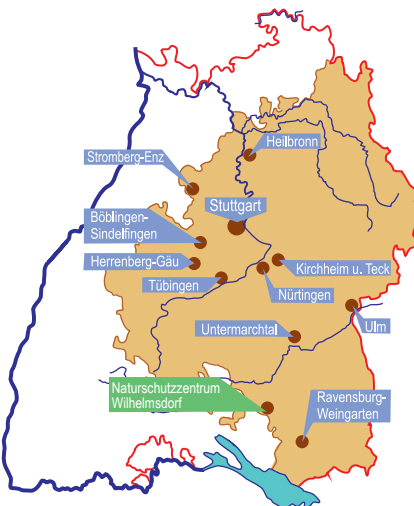 Heilbronn
Stromberg-Enz
Stuttgart
Böblingen-
Sindelfingen
Herrenberg-Gäu
Kirchheim u. Teck
Tübingen
Nürtingen
Untermarchtal
Ulm
Naturschutzzentrum
Wilhelmsdorf
Ravensburg-
Weingarten